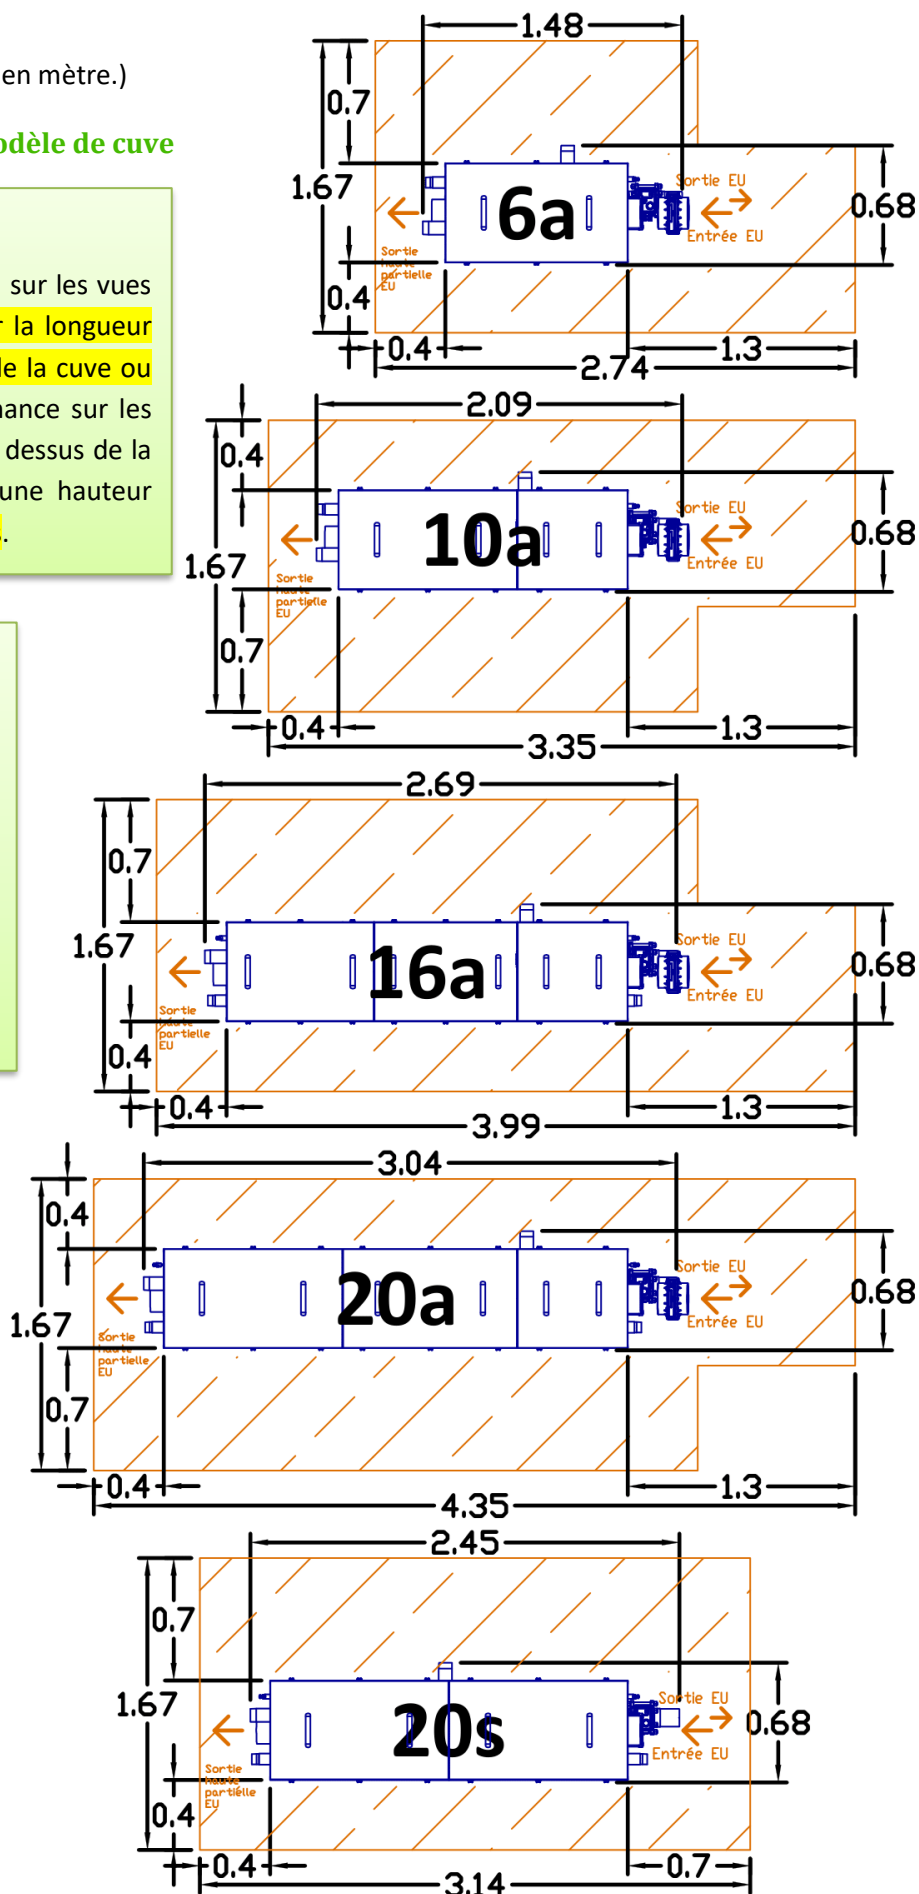 en mètre.)
odèle de cuve
sur les vues
r la longueur
de la cuve ou
nance sur les
dessus de la
une hauteur
.
1.48
0.7
1.67
6a
Sortie EU
Entrée EU
0.68
Sortie
haute
partielle
EU
0.4
0.4
1.3
2.74
2.09
0.4
10a
Sortie EU
Entrée EU
0.68
1.67
Sortie
haute
partielle
EU
0.7
0.4
1.3
3.35
2.69
0.7
1.67
16a
Sortie EU
Entrée EU
0.68
Sortie
haute
partielle
EU
0.4
0.4
1.3
3.99
3.04
0.4
20a
Sortie EU
Entrée EU
0.68
1.67
Sortie
haute
partielle
EU
0.7
0.4
1.3
4.35
2.45
0.7
1.67
20s
Sortie EU
Entrée EU
0.68
Sortie
haute
partielle
EU
0.4
0.4
0.7
3.14